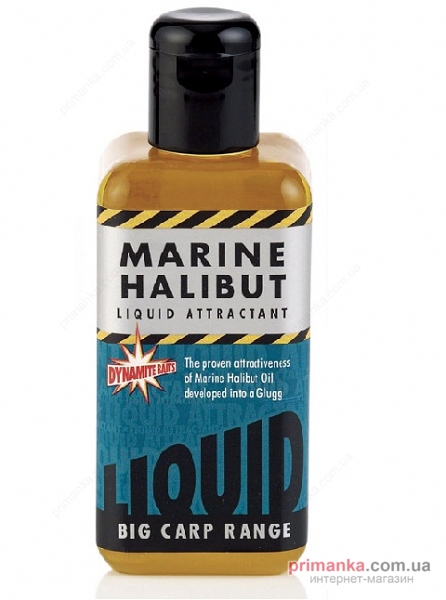 MARINE
HALIBUT
LIQUID ATTRACTANT
DYNAMITE BAITS
The proven attractiveness
of Marine Halibut Oil
developed into a Glugg
LIQUID
BIG CARP RANGE
primanka.com.ua
интернет-магазин